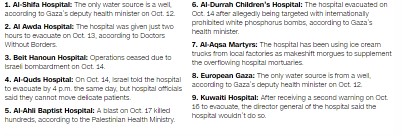 1. Al-Shifa Hospital: The only water source is a well,
according to Gaza's deputy health minister on Oct. 12.
2. Al Awda Hospital: The hospital was given just two
hours to evacuate on Oct 13, according to Doctors
Without Borders.
3. Beit Hanoun Hospital: Operations ceased due to
Israeli bombardment on Oct. 14.
4. Al-Quds Hospital: On Oct. 14, Israel told the hospital
to evacuate by 4 p.m. the same day, but hospital officials
said they cannot move delicate patients.
5. Al-Ahli Baptist Hospital: A blast on Oct. 17 killed
hundreds, according to the Palestinian Health Ministry.
6. Al-Durrah Children's Hospital: The hospital evacuated on
Oct. 14 after allegedly being targeted with internationally
prohibited white phosphorus bombs, according to Gaza's
health minister.
7. Al-Aqsa Martyrs: The hospital has been using ice cream
trucks from local factories as makeshift morgues to supplement
the overflowing hospital mortuaries.
8. European Gaza: The only water source is from a well,
according to Gaza's deputy health minister on Oct. 12.
9. Kuwaiti Hospital: After receiving a second warning on Oct.
16 to evacuate, the director general of the hospital said the
hospital wouldn't do so.